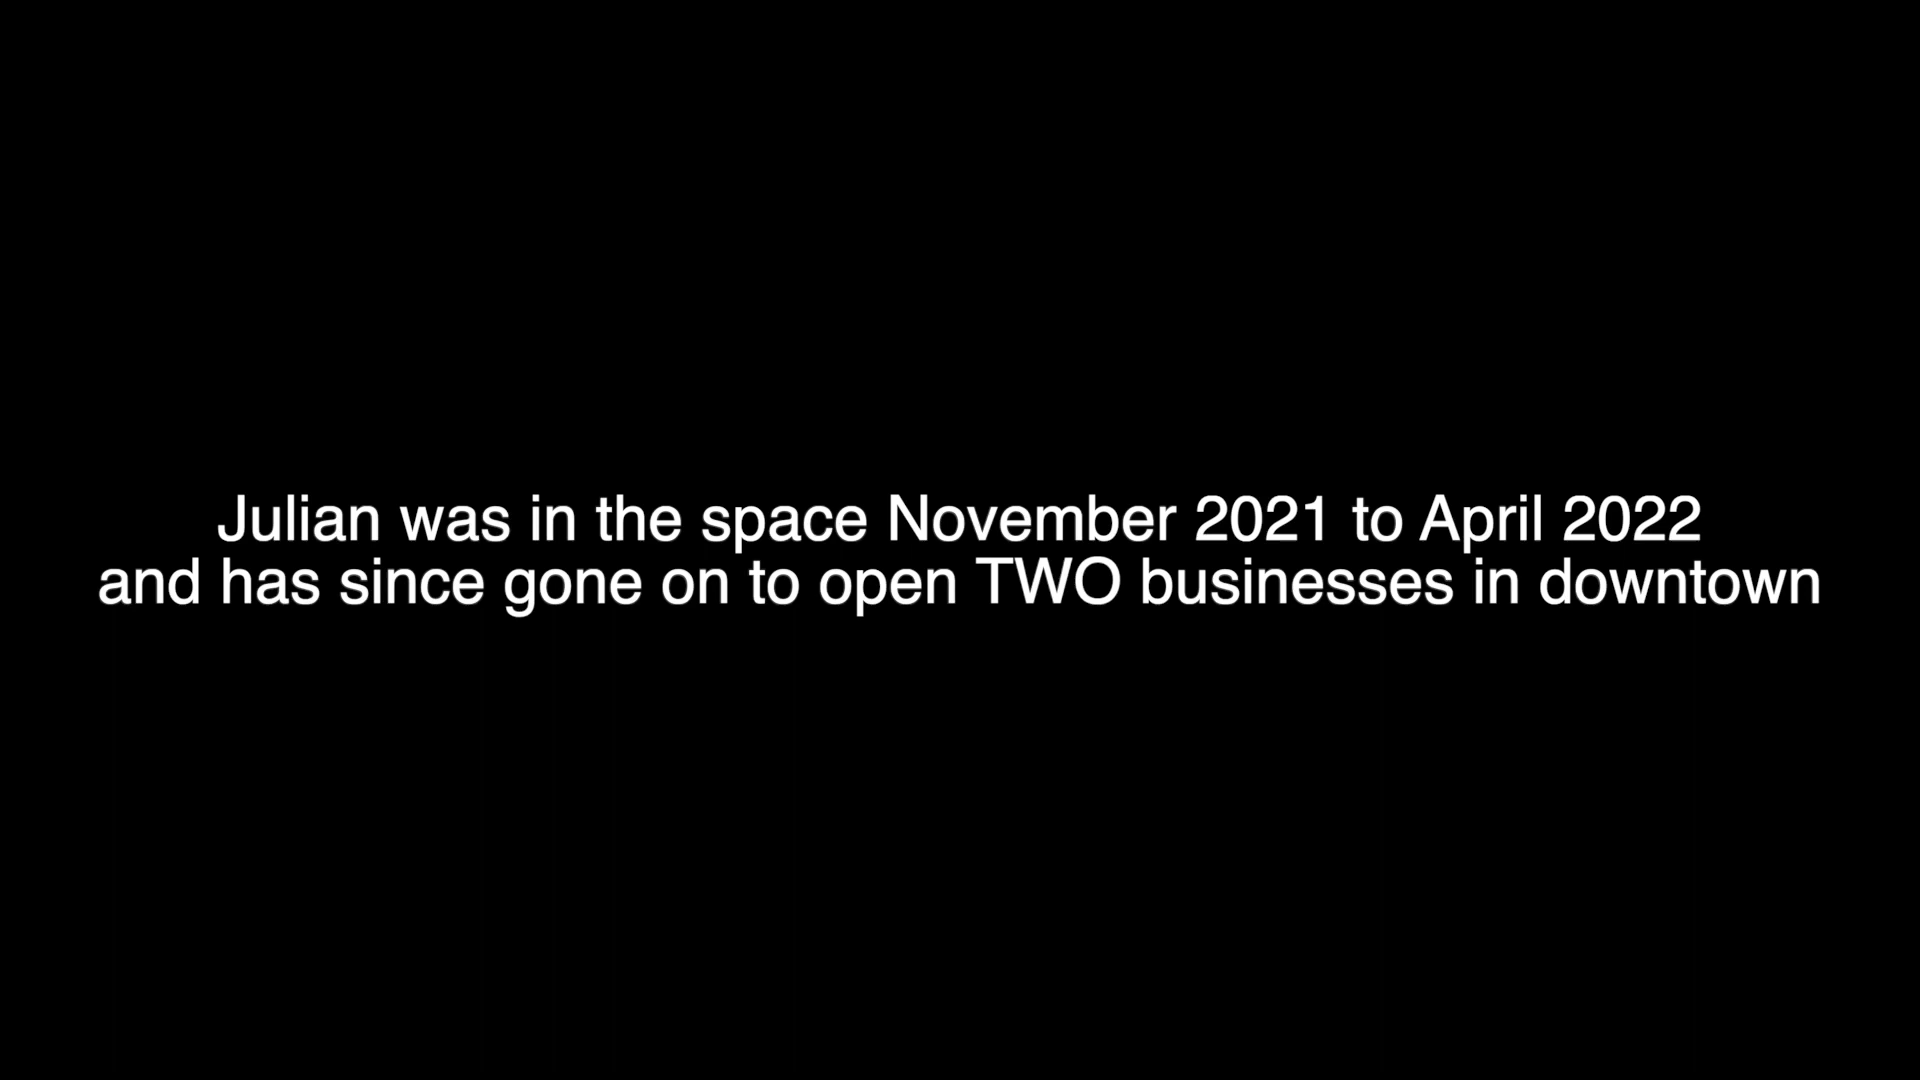 Julian was in the space November 2021 to April 2022
and has since gone on to open TWO businesses in downtown